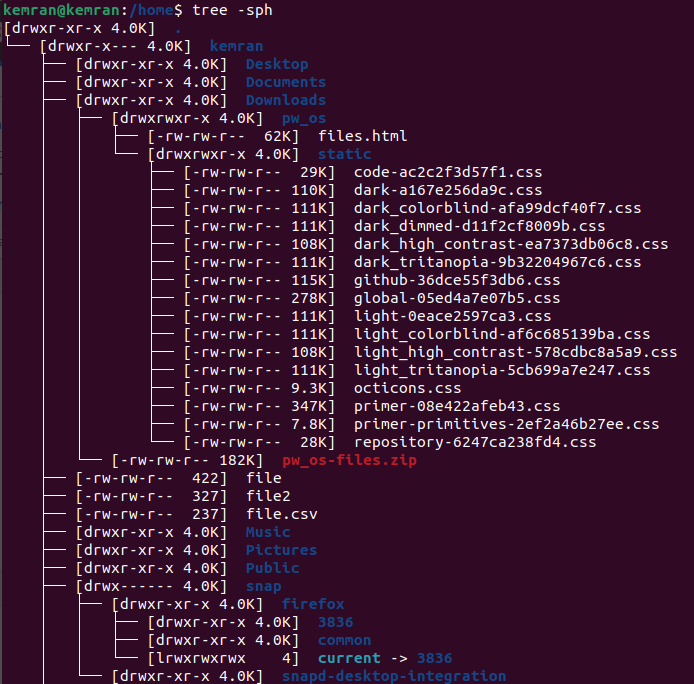 kemran@kemran:/home$ tree -sph
[drwxr-xr-x 4.0K]  .
└── [drwxr-x--- 4.0K]  kemran
    ├── [drwxr-xr-x 4.0K]  Desktop
    ├── [drwxr-xr-x 4.0K]  Documents
    ├── [drwxr-xr-x 4.0K]  Downloads
    │   ├── [drwxrwxr-x 4.0K]  pw_os
    │   │   ├── [-rw-rw-r--  62K]  files.html
    │   │   └── [drwxrwxr-x 4.0K]  static
    │   │       ├── [-rw-rw-r--  29K]  code-ac2c2f3d57f1.css
    │   │       ├── [-rw-rw-r-- 110K]  dark-a167e256da9c.css
    │   │       ├── [-rw-rw-r-- 111K]  dark_colorblind-afa99dcf40f7.css
    │   │       ├── [-rw-rw-r-- 111K]  dark_dimmed-d11f2cf8009b.css
    │   │       ├── [-rw-rw-r-- 108K]  dark_high_contrast-ea7373db06c8.css
    │   │       ├── [-rw-rw-r-- 111K]  dark_tritanopia-9b32204967c6.css
    │   │       ├── [-rw-rw-r-- 115K]  github-36dce55f3db6.css
    │   │       ├── [-rw-rw-r-- 278K]  global-05ed4a7e07b5.css
    │   │       ├── [-rw-rw-r-- 111K]  light-0eace2597ca3.css
    │   │       ├── [-rw-rw-r-- 111K]  light_colorblind-af6c685139ba.css
    │   │       ├── [-rw-rw-r-- 108K]  light_high_contrast-578cdbc8a5a9.css
    │   │       ├── [-rw-rw-r-- 111K]  light_tritanopia-5cb699a7e247.css
    │   │       ├── [-rw-rw-r-- 9.3K]  octicons.css
    │   │       ├── [-rw-rw-r-- 347K]  primer-08e422afeb43.css
    │   │       ├── [-rw-rw-r-- 7.8K]  primer-primitives-2ef2a46b27ee.css
    │   │       └── [-rw-rw-r--  28K]  repository-6247ca238fd4.css
    │   └── [-rw-rw-r-- 182K]  pw_os-files.zip
    ├── [-rw-rw-r--  422]  file
    ├── [-rw-rw-r--  327]  file2
    ├── [-rw-rw-r--  237]  file.csv
    ├── [drwxr-xr-x 4.0K]  Music
    ├── [drwxr-xr-x 4.0K]  Pictures
    ├── [drwxr-xr-x 4.0K]  Public
    ├── [drwx------ 4.0K]  snap
    │   ├── [drwxr-xr-x 4.0K]  firefox
    │   │   ├── [drwxr-xr-x 4.0K]  3836
    │   │   ├── [drwxr-xr-x 4.0K]  common
    │   │   └── [lrwxrwxrwx    4]  current -> 3836
    │   └── [drwxr-xr-x 4.0K]  snapd-desktop-integration